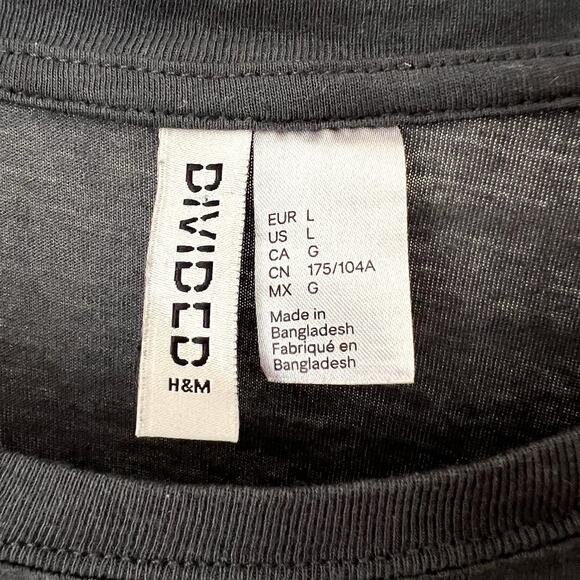 DIVIDED
H&M
EUR L
US L
CA G
CN 175/104A
MX G
Made in
Bangladesh
Fabriqué en
Bangladesh